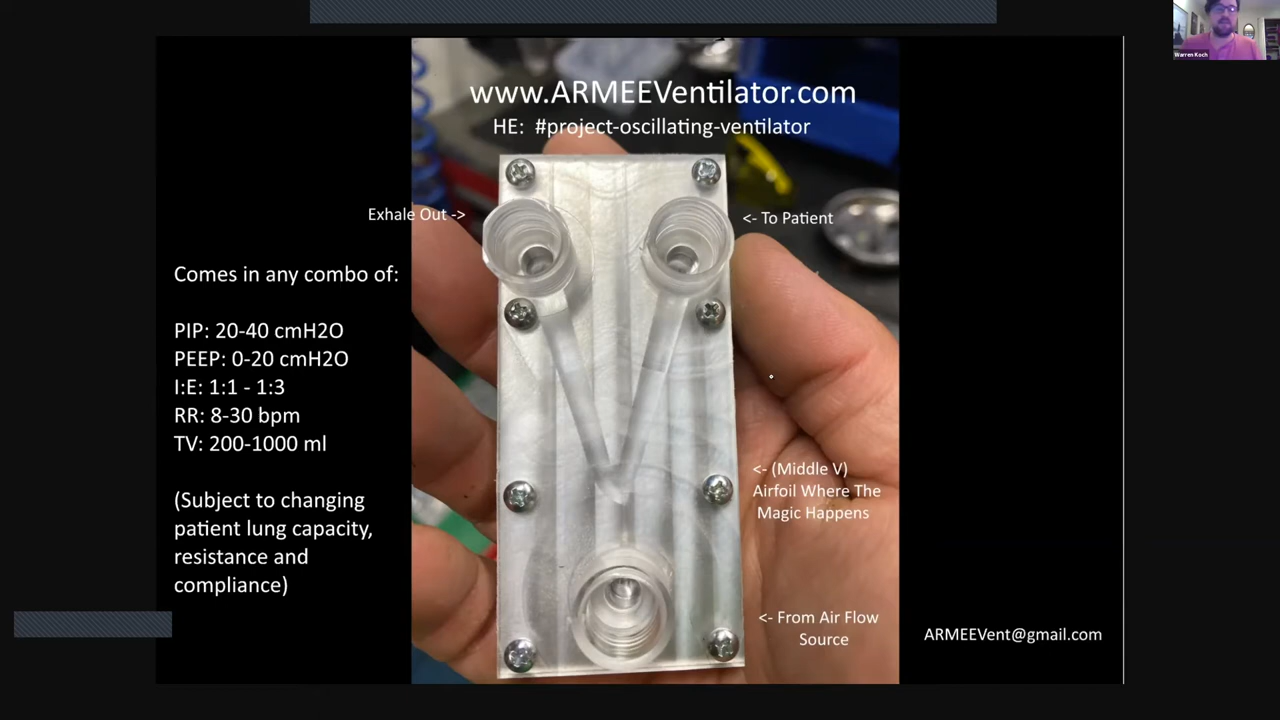 Warren Koch
www.ARMEEVentilator.com
HE: #project-oscillating-ventilator
Exhale Out ->
<- To Patient
Comes in any combo of:
PIP: 20-40 cmH2O
PEEP: 0-20 cmH2O
I:E: 1:1 - 1:3
RR: 8-30 bpm
TV: 200-1000 ml
(Subject to changing
patient lung capacity,
resistance and
compliance)
<- (Middle V)
Airfoil Where The
Magic Happens
<- From Air Flow
Source
ARMEEVent@gmail.com